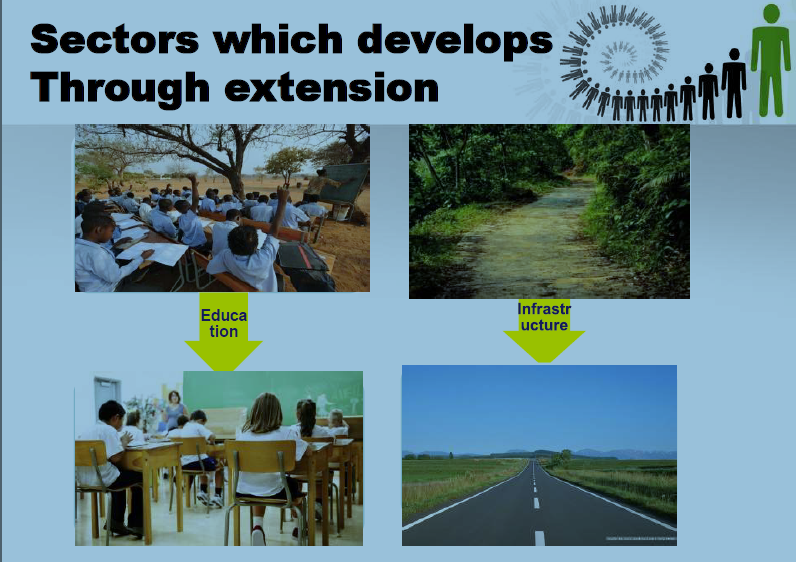 Sectors which develops
Through extension
Educa
tion
Infrastr
ucture